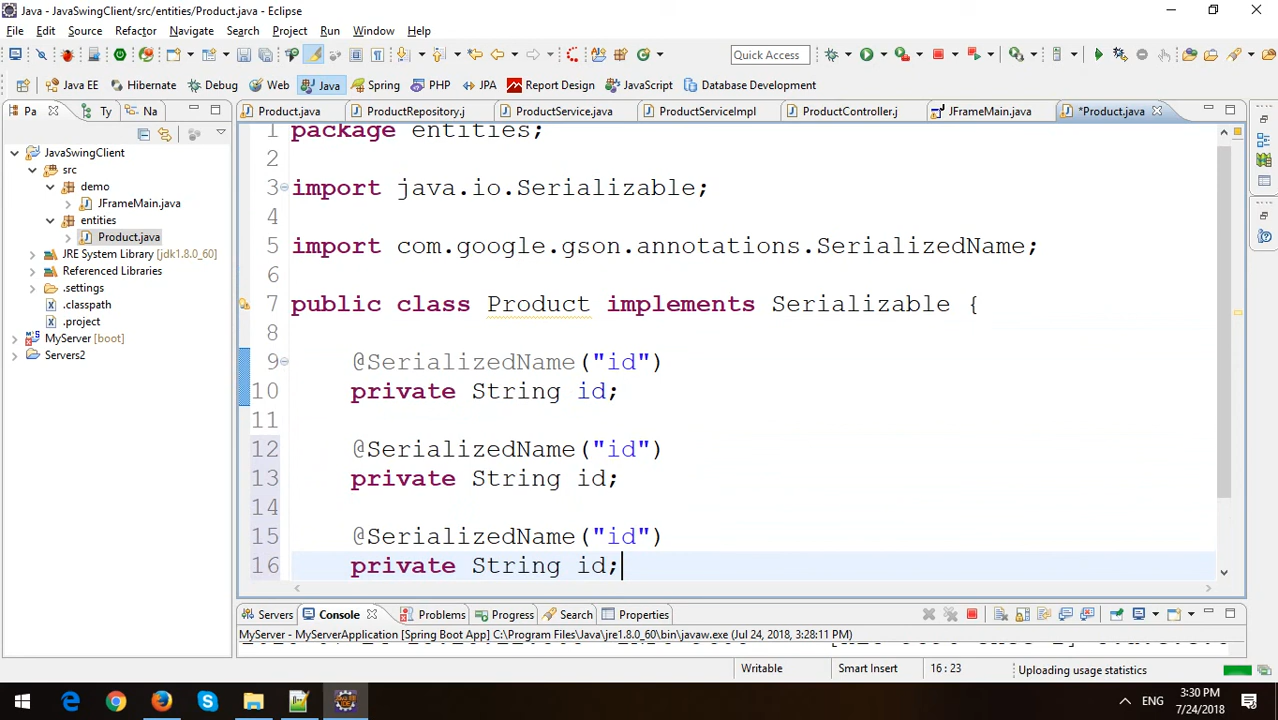 Java - JavaSwingClient/src/entities/Product.java - Eclipse
File Edit Source Refactor Navigate Search Project Run Window Help
Quick Access
Java EE Hibernate Debug Web Java Spring PHP JPA Report Design JavaScript Database Development
Pa Ty Na
Product.java ProductRepository.j ProductService.java ProductServiceImpl ProductController.j JFrameMain.java *Product.java
JavaSwingClient
src
demo
JFrameMain.java
entities
Product.java
JRE System Library [jdk1.8.0_60]
Referenced Libraries
.settings
.classpath
.project
MyServer [boot]
Servers2
1 package entities;
2
3 import java.io.Serializable;
4
5 import com.google.gson.annotations.SerializedName;
6
7 public class Product implements Serializable {
8
9 @SerializedName("id")
10 private String id;
11
12 @SerializedName("id")
13 private String id;
14
15 @SerializedName("id")
16 private String id;
Servers Console Problems Progress Search Properties
MyServer - MyServerApplication [Spring Boot App] C:\Program Files\Java\jre1.8.0_60\bin\javaw.exe (Jul 24, 2018, 3:28:11 PM)
Writable Smart Insert 16 : 23 Uploading usage statistics
ENG
3:30 PM
7/24/2018